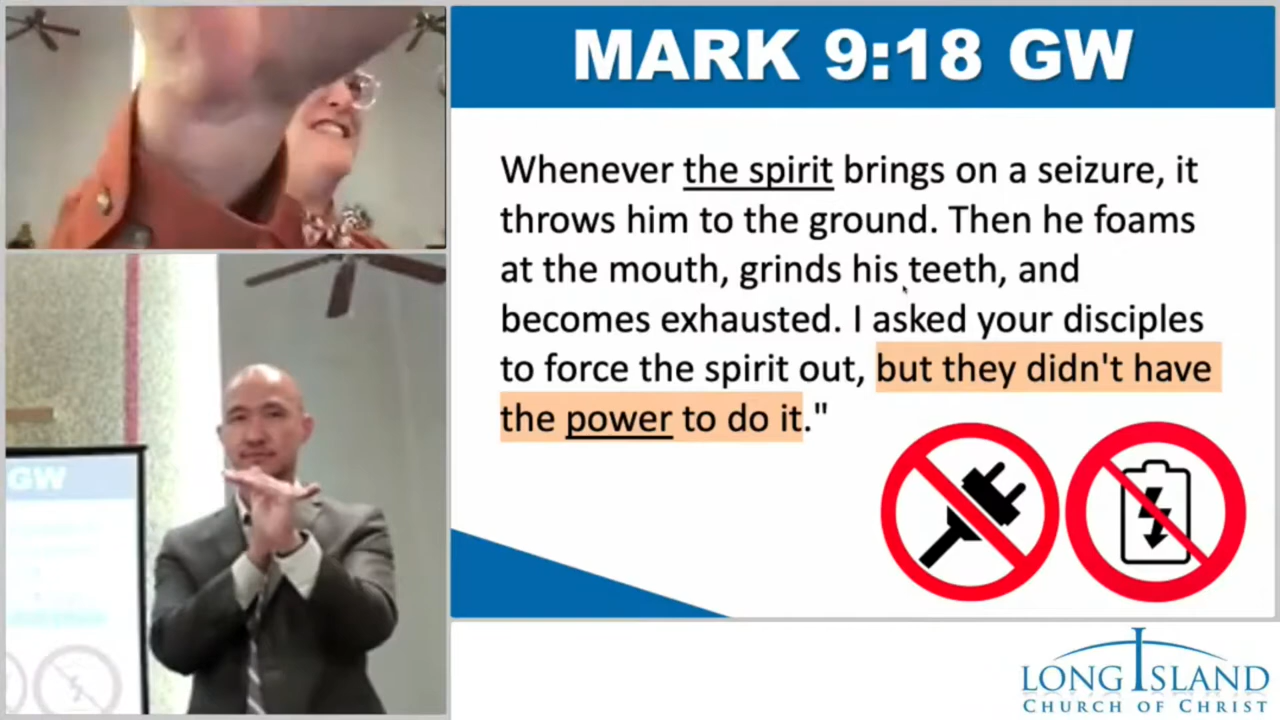 MARK 9:18 GW
Whenever the spirit brings on a seizure, it
throws him to the ground. Then he foams
at the mouth, grinds his teeth, and
becomes exhausted. I asked your disciples
to force the spirit out, but they didn't have
the power to do it."
GW
LONG ISLAND
CHURCH OF CHRIST